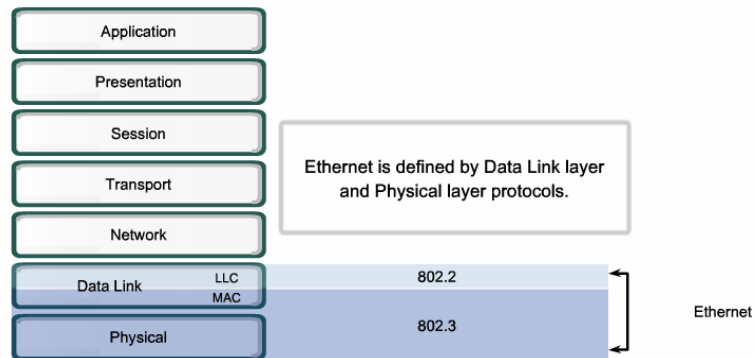 Application
Presentation
Session
Transport
Network
Ethernet is defined by Data Link layer
and Physical layer protocols.
Data Link
LLC
MAC
802.2
802.3
Physical
Ethernet